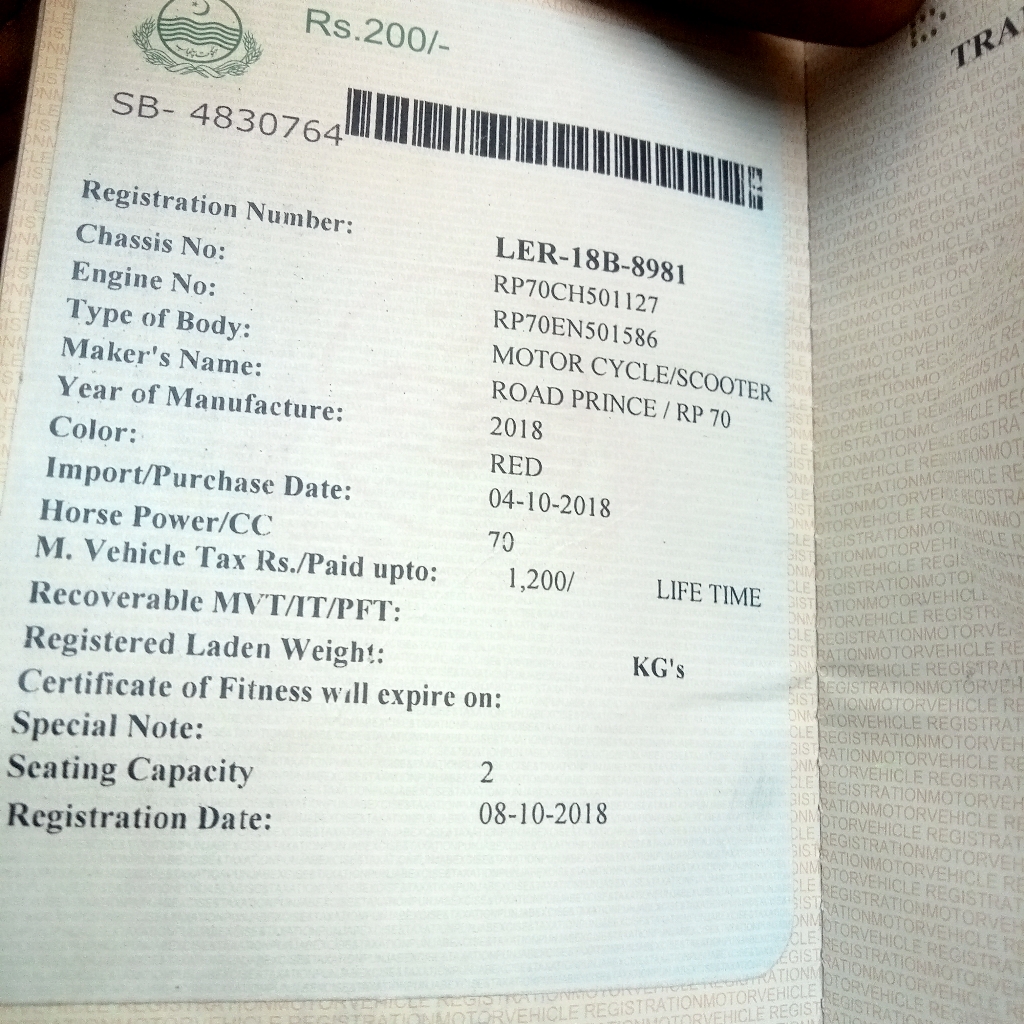 Rs.200/-
SB- 4830764
Registration Number: LER-18B-8981
Chassis No: RP70CH501127
Engine No: RP70EN501586
Type of Body: MOTOR CYCLE/SCOOTER
Maker's Name: ROAD PRINCE / RP 70
Year of Manufacture: 2018
Color: RED
Import/Purchase Date: 04-10-2018
Horse Power/CC 70
M. Vehicle Tax Rs./Paid upto: 1,200/ LIFE TIME
Recoverable MVT/IT/PFT:
Registered Laden Weight: KG's
Certificate of Fitness will expire on:
Special Note:
Seating Capacity 2
Registration Date: 08-10-2018